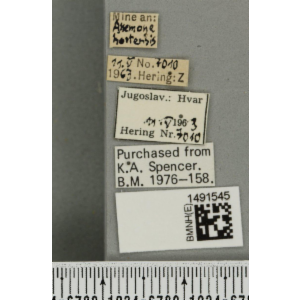 Mine an:
Anemone
hortensis
11.V No.7010
1963.Hering:Z
Jugoslav.: Hvar
11.V 1963
Hering Nr.7010
Purchased from
K.A. Spencer.
B.M. 1976–158.
1491545
BMNH(E)